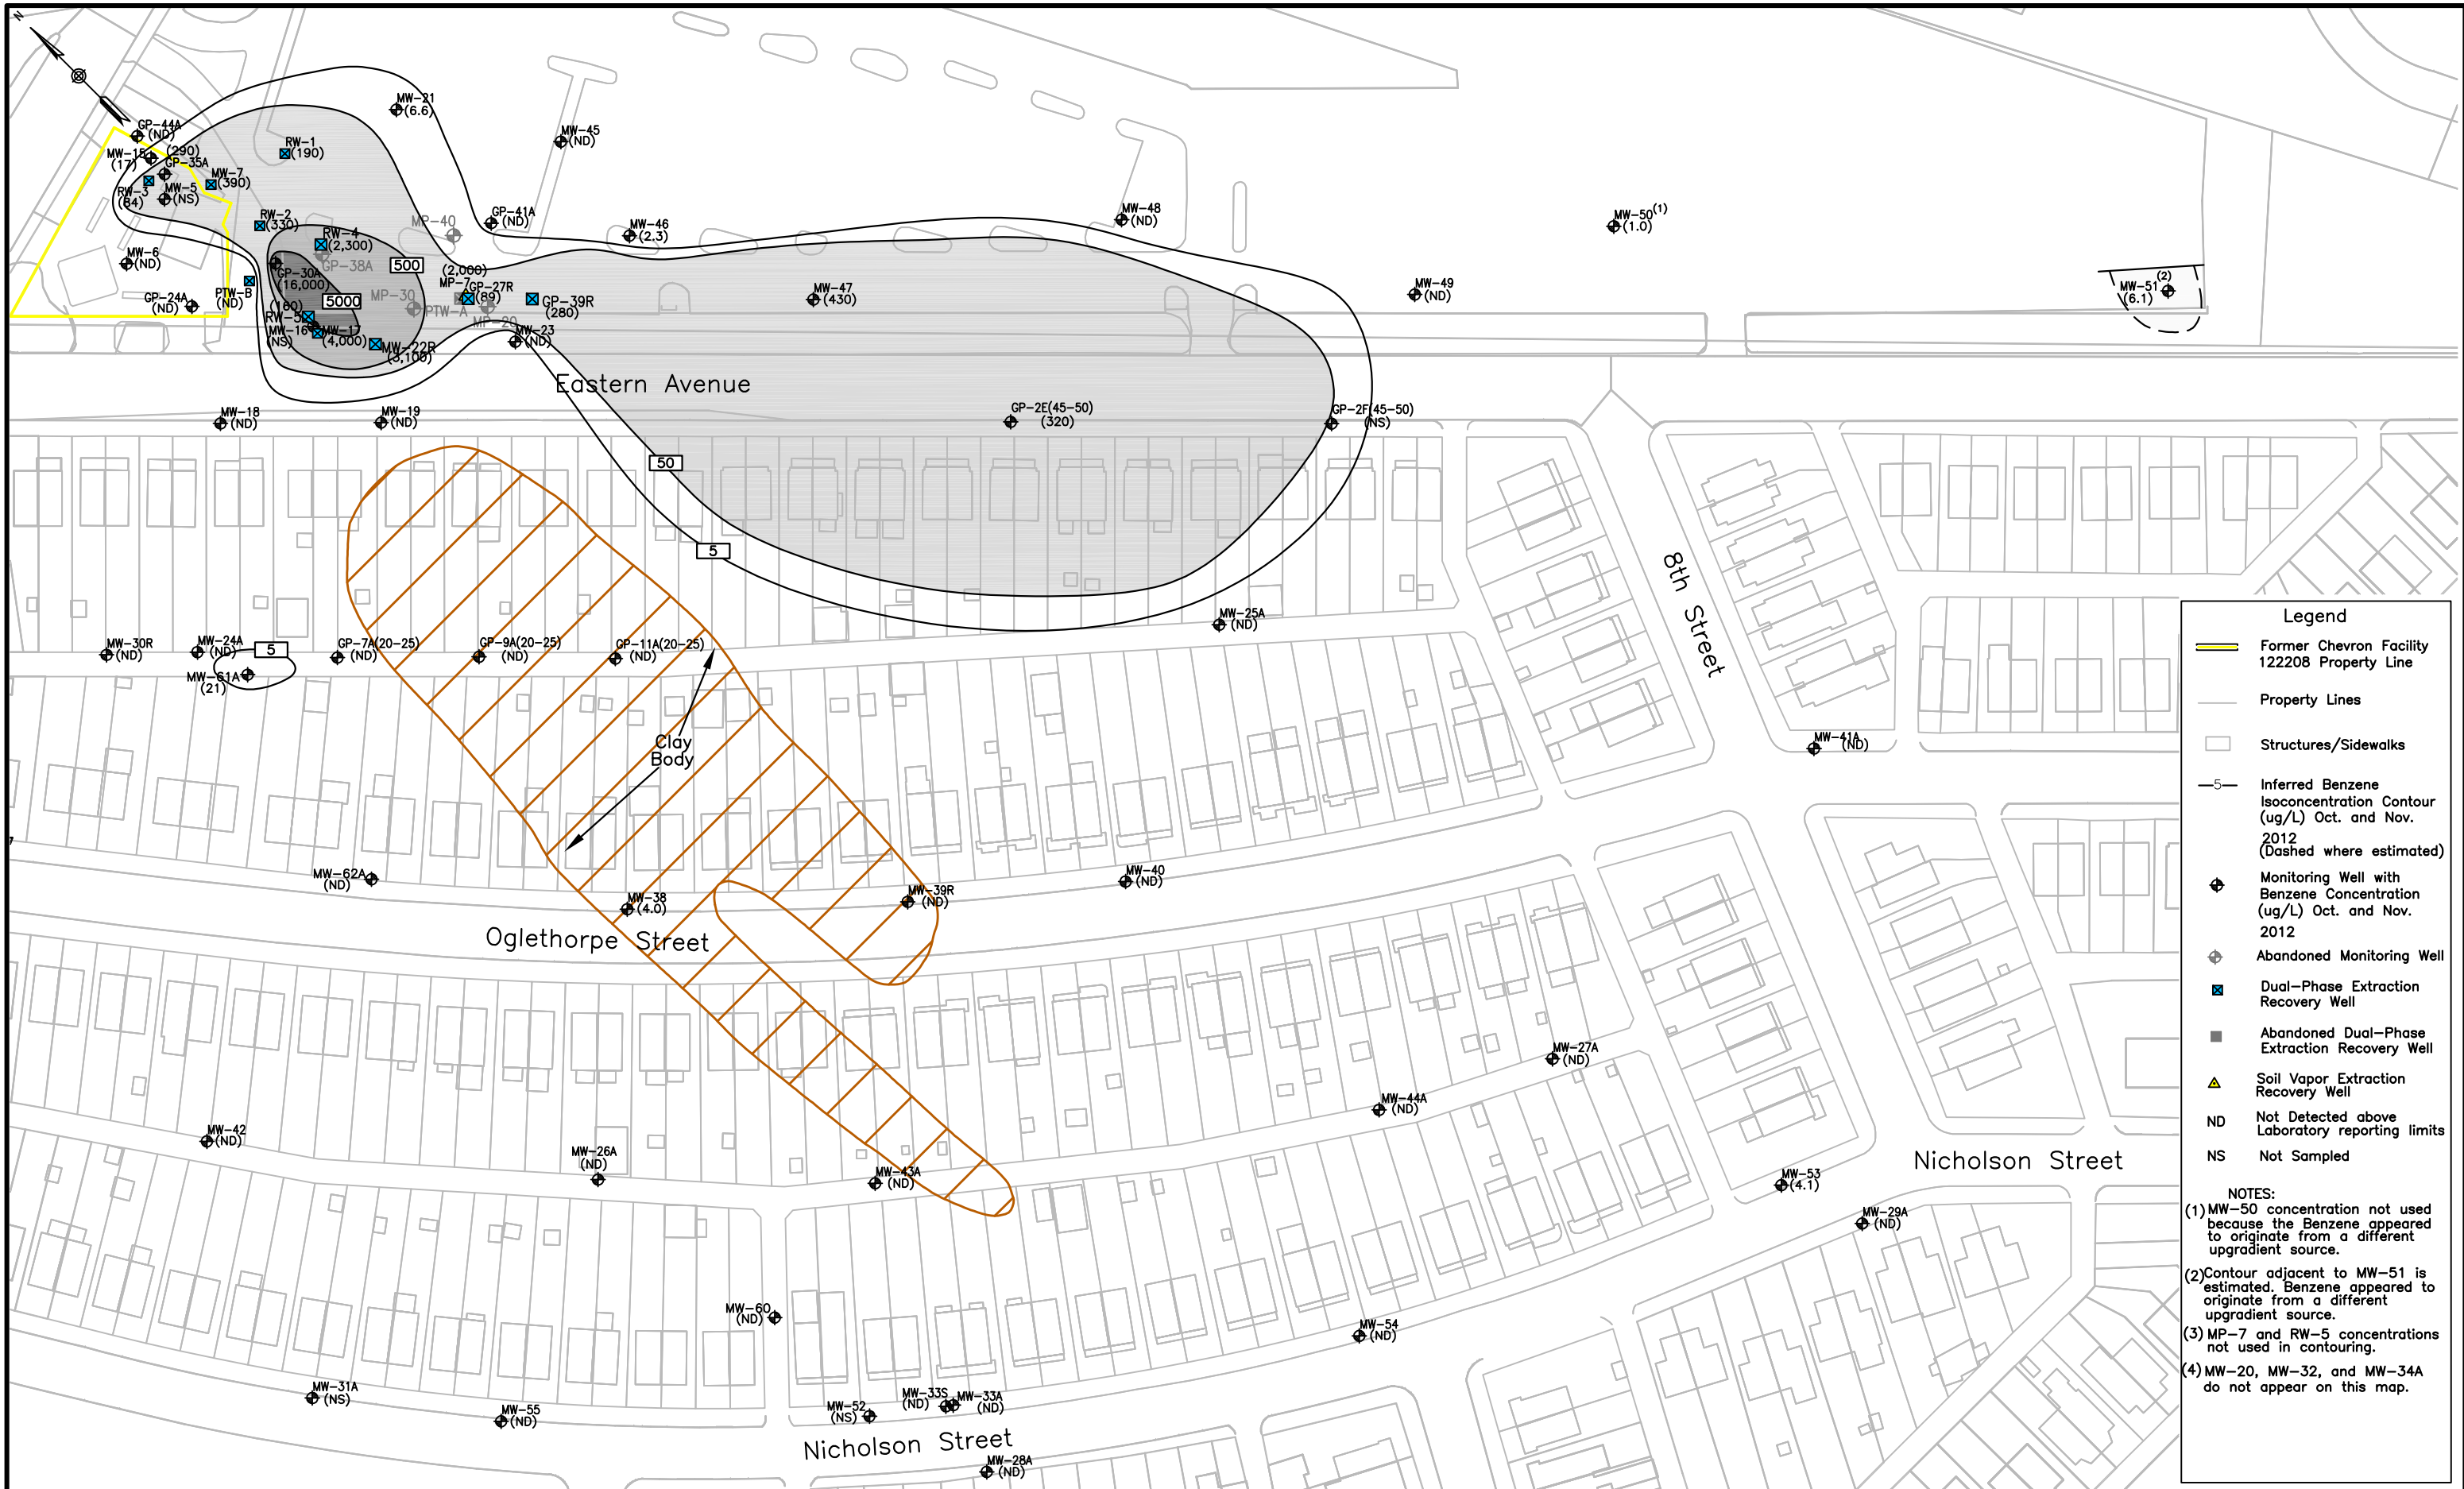 N
MW-21
(6.6)
GP-44A
(ND)
MW-45
(ND)
RW-1
(190)
MW-15
(17)
(290)
GP-35A
MW-7
(390)
RW-3
(64)
MW-5
(NS)
RW-2
(330)
RW-4
(2,300)
GP-38A
MP-40
GP-41A
(ND)
MW-46
(2.3)
MW-48
(ND)
MW-50(1)
(1.0)
MW-6
(ND)
500
GP-30A
(16,000)
5000
PTW-B
(ND)
GP-24A
(ND)
(160)
RW-5
MW-16
(NS)
MW-17
(4,000)
MW-22R
(3,100)
MP-30
PTW-A
(2,000)
MP-7
GP-27R
(89)
MP-20
GP-39R
(280)
MW-23
(ND)
MW-47
(430)
MW-49
(ND)
(2)
MW-51
(6.1)
Eastern Avenue
MW-18
(ND)
MW-19
(ND)
GP-2E(45-50)
(320)
GP-2F(45-50)
(NS)
50
5
8th Street
MW-25A
(ND)
MW-30R
(ND)
MW-24A
(ND)
5
MW-61A
(21)
GP-7A(20-25)
(ND)
GP-9A(20-25)
(ND)
GP-11A(20-25)
(ND)
Clay
Body
MW-41A
(ND)
MW-62A
(ND)
MW-38
(4.0)
MW-39R
(ND)
MW-40
(ND)
Oglethorpe Street
MW-27A
(ND)
MW-44A
(ND)
MW-42
(ND)
MW-26A
(ND)
MW-43A
(ND)
Nicholson Street
MW-53
(4.1)
MW-29A
(ND)
MW-60
(ND)
MW-54
(ND)
MW-31A
(NS)
MW-55
(ND)
MW-52
(NS)
MW-33S
(ND)
MW-33A
(ND)
Nicholson Street
MW-28A
(ND)
Legend
Former Chevron Facility
122208 Property Line
Property Lines
Structures/Sidewalks
5
Inferred Benzene
Isoconcentration Contour
(ug/L) Oct. and Nov.
2012
(Dashed where estimated)
Monitoring Well with
Benzene Concentration
(ug/L) Oct. and Nov.
2012
Abandoned Monitoring Well
Dual-Phase Extraction
Recovery Well
Abandoned Dual-Phase
Extraction Recovery Well
Soil Vapor Extraction
Recovery Well
ND Not Detected above
Laboratory reporting limits
NS Not Sampled
NOTES:
(1) MW-50 concentration not used
because the Benzene appeared
to originate from a different
upgradient source.
(2) Contour adjacent to MW-51 is
estimated. Benzene appeared to
originate from a different
upgradient source.
(3) MP-7 and RW-5 concentrations
not used in contouring.
(4) MW-20, MW-32, and MW-34A
do not appear on this map.